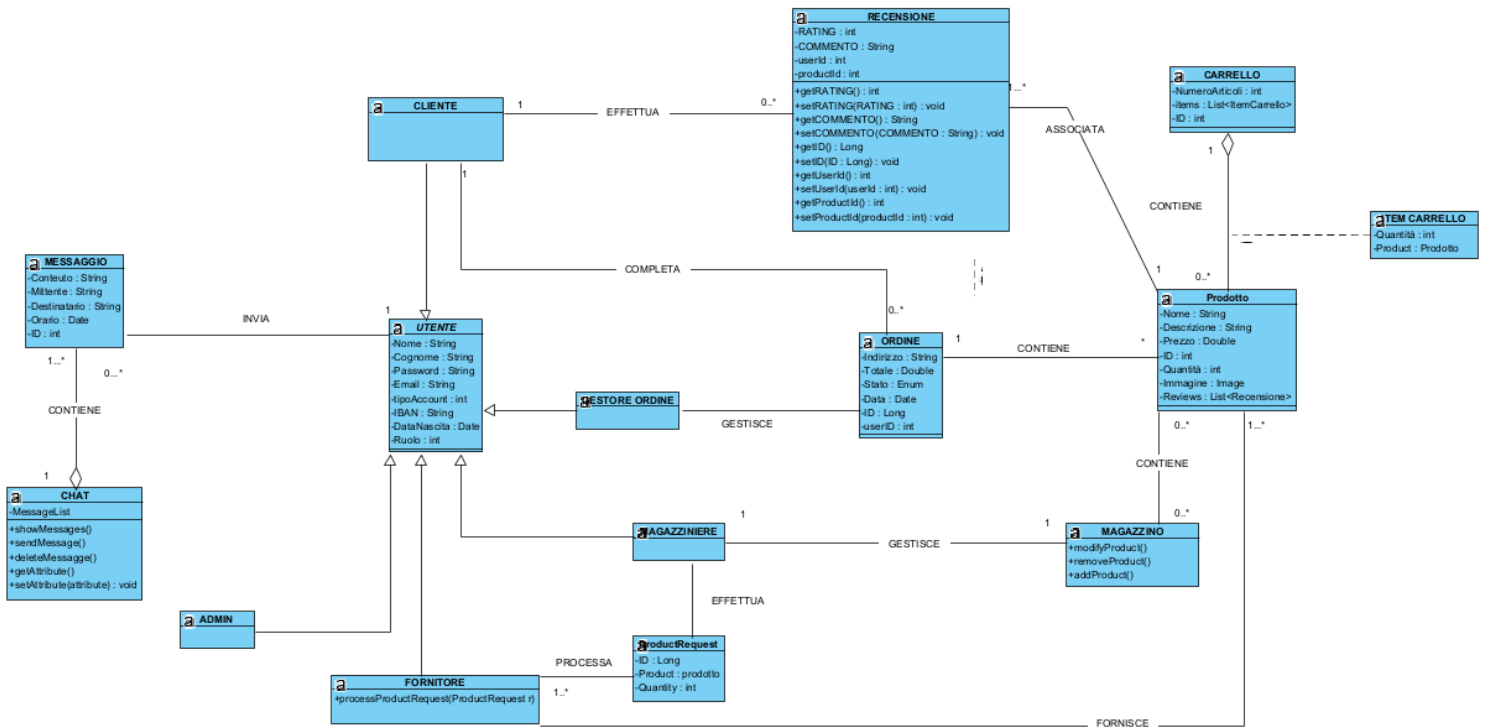 RECENSIONE
-RATING : int
-COMMENTO : String
-userId : int
-productId : int
+getRATING() : int
+setRATING(RATING : int) : void
+getCOMMENTO() : String
+setCOMMENTO(COMMENTO : String) : void
+getID() : Long
+setID(ID : Long) : void
+getUserId() : int
+setUserId(userId : int) : void
+getProductId() : int
+setProductId(productId : int) : void
CARRELLO
-NumeroArticoli : int
-items : List<ItemCarrello>
-ID : int
CLIENTE
1
EFFETTUA
0..*
1...*
ASSOCIATA
1
1
CONTIENE
0..*
ITEM CARRELLO
-Quantità : int
-Product : Prodotto
1
COMPLETA
0..*
MESSAGGIO
-Conteuto : String
-Mittente : String
-Destinatario : String
-Orario : Date
-ID : int
INVIA
1
0...*
1...*
CONTIENE
1
UTENTE
-Nome : String
-Cognome : String
-Password : String
-Email : String
-tipoAccount : int
-IBAN : String
-DataNascita : Date
-Ruolo : int
Prodotto
-Nome : String
-Descrizione : String
-Prezzo : Double
-ID : int
-Quantità : int
-Immagine : Image
-Reviews : List<Recensione>
ORDINE
-Indirizzo : String
-Totale : Double
-Stato : Enum
-Data : Date
-ID : Long
-userID : int
1
CONTIENE
*
GESTORE ORDINE
GESTISCE
0..*
CONTIENE
0..*
1...*
CHAT
-MessageList
+showMessages()
+sendMessage()
+deleteMessagge()
+getAttribute()
+setAttribute(attribute) : void
MAGAZZINIERE
1
GESTISCE
1
MAGAZZINO
+modifyProduct()
+removeProduct()
+addProduct()
EFFETTUA
ADMIN
ProductRequest
-ID : Long
-Product : prodotto
-Quantity : int
PROCESSA
1..*
FORNITORE
+processProductRequest(ProductRequest r)
FORNISCE